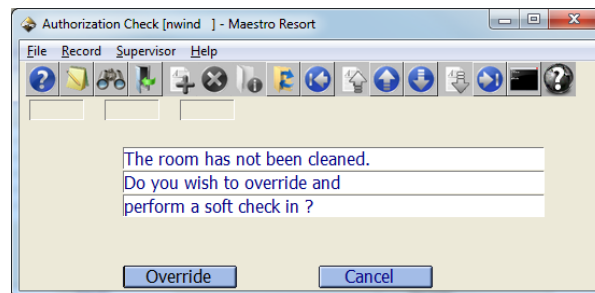 Authorization Check [nwind   ] - Maestro Resort
File Record Supervisor Help
The room has not been cleaned.
Do you wish to override and
perform a soft check in ?
Override Cancel